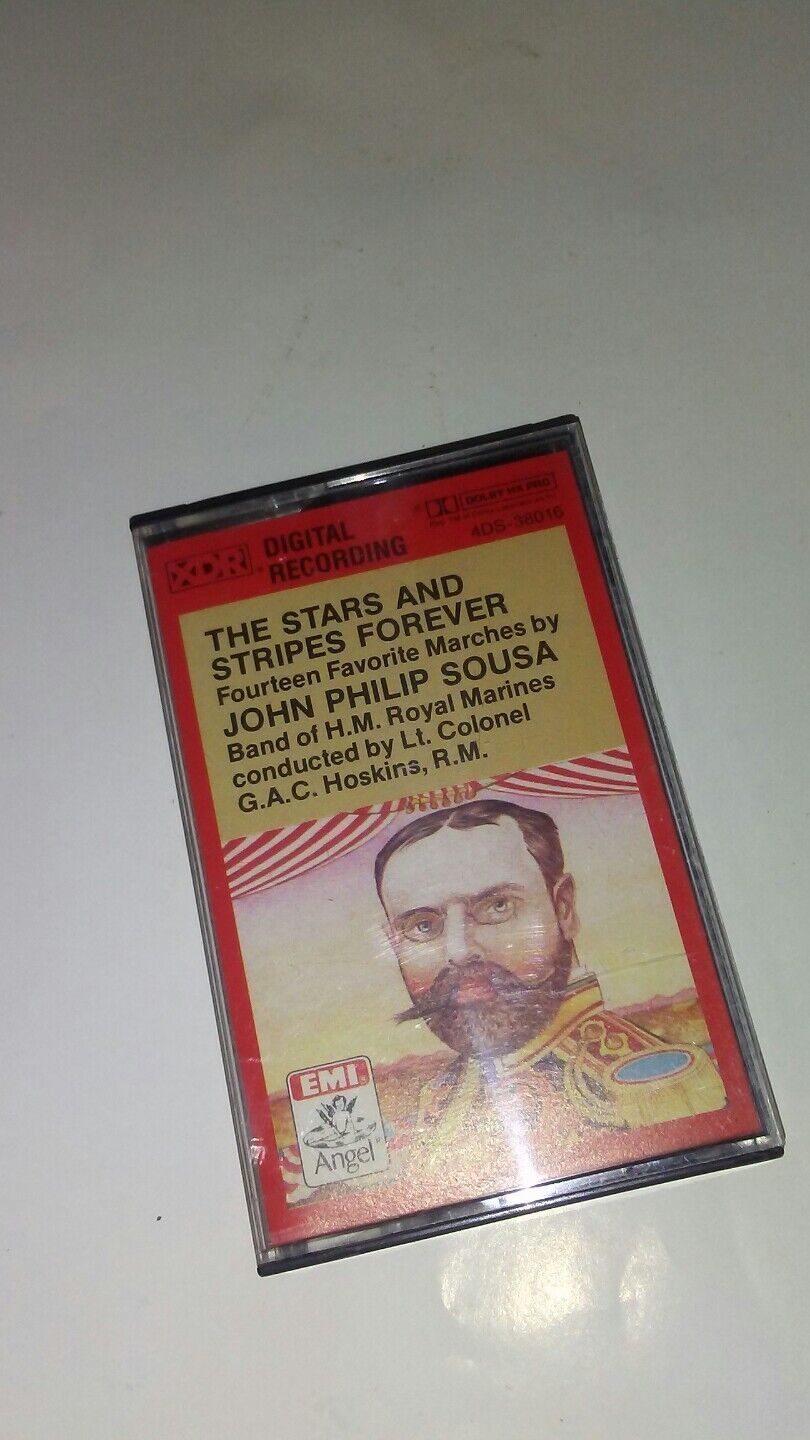 XDR®
DIGITAL
RECORDING
DOLBY HX PRO
4DS-38016
THE STARS AND
STRIPES FOREVER
Fourteen Favorite Marches by
JOHN PHILIP SOUSA
Band of H.M. Royal Marines
conducted by Lt. Colonel
G.A.C. Hoskins, R.M.
EMI®
Angel